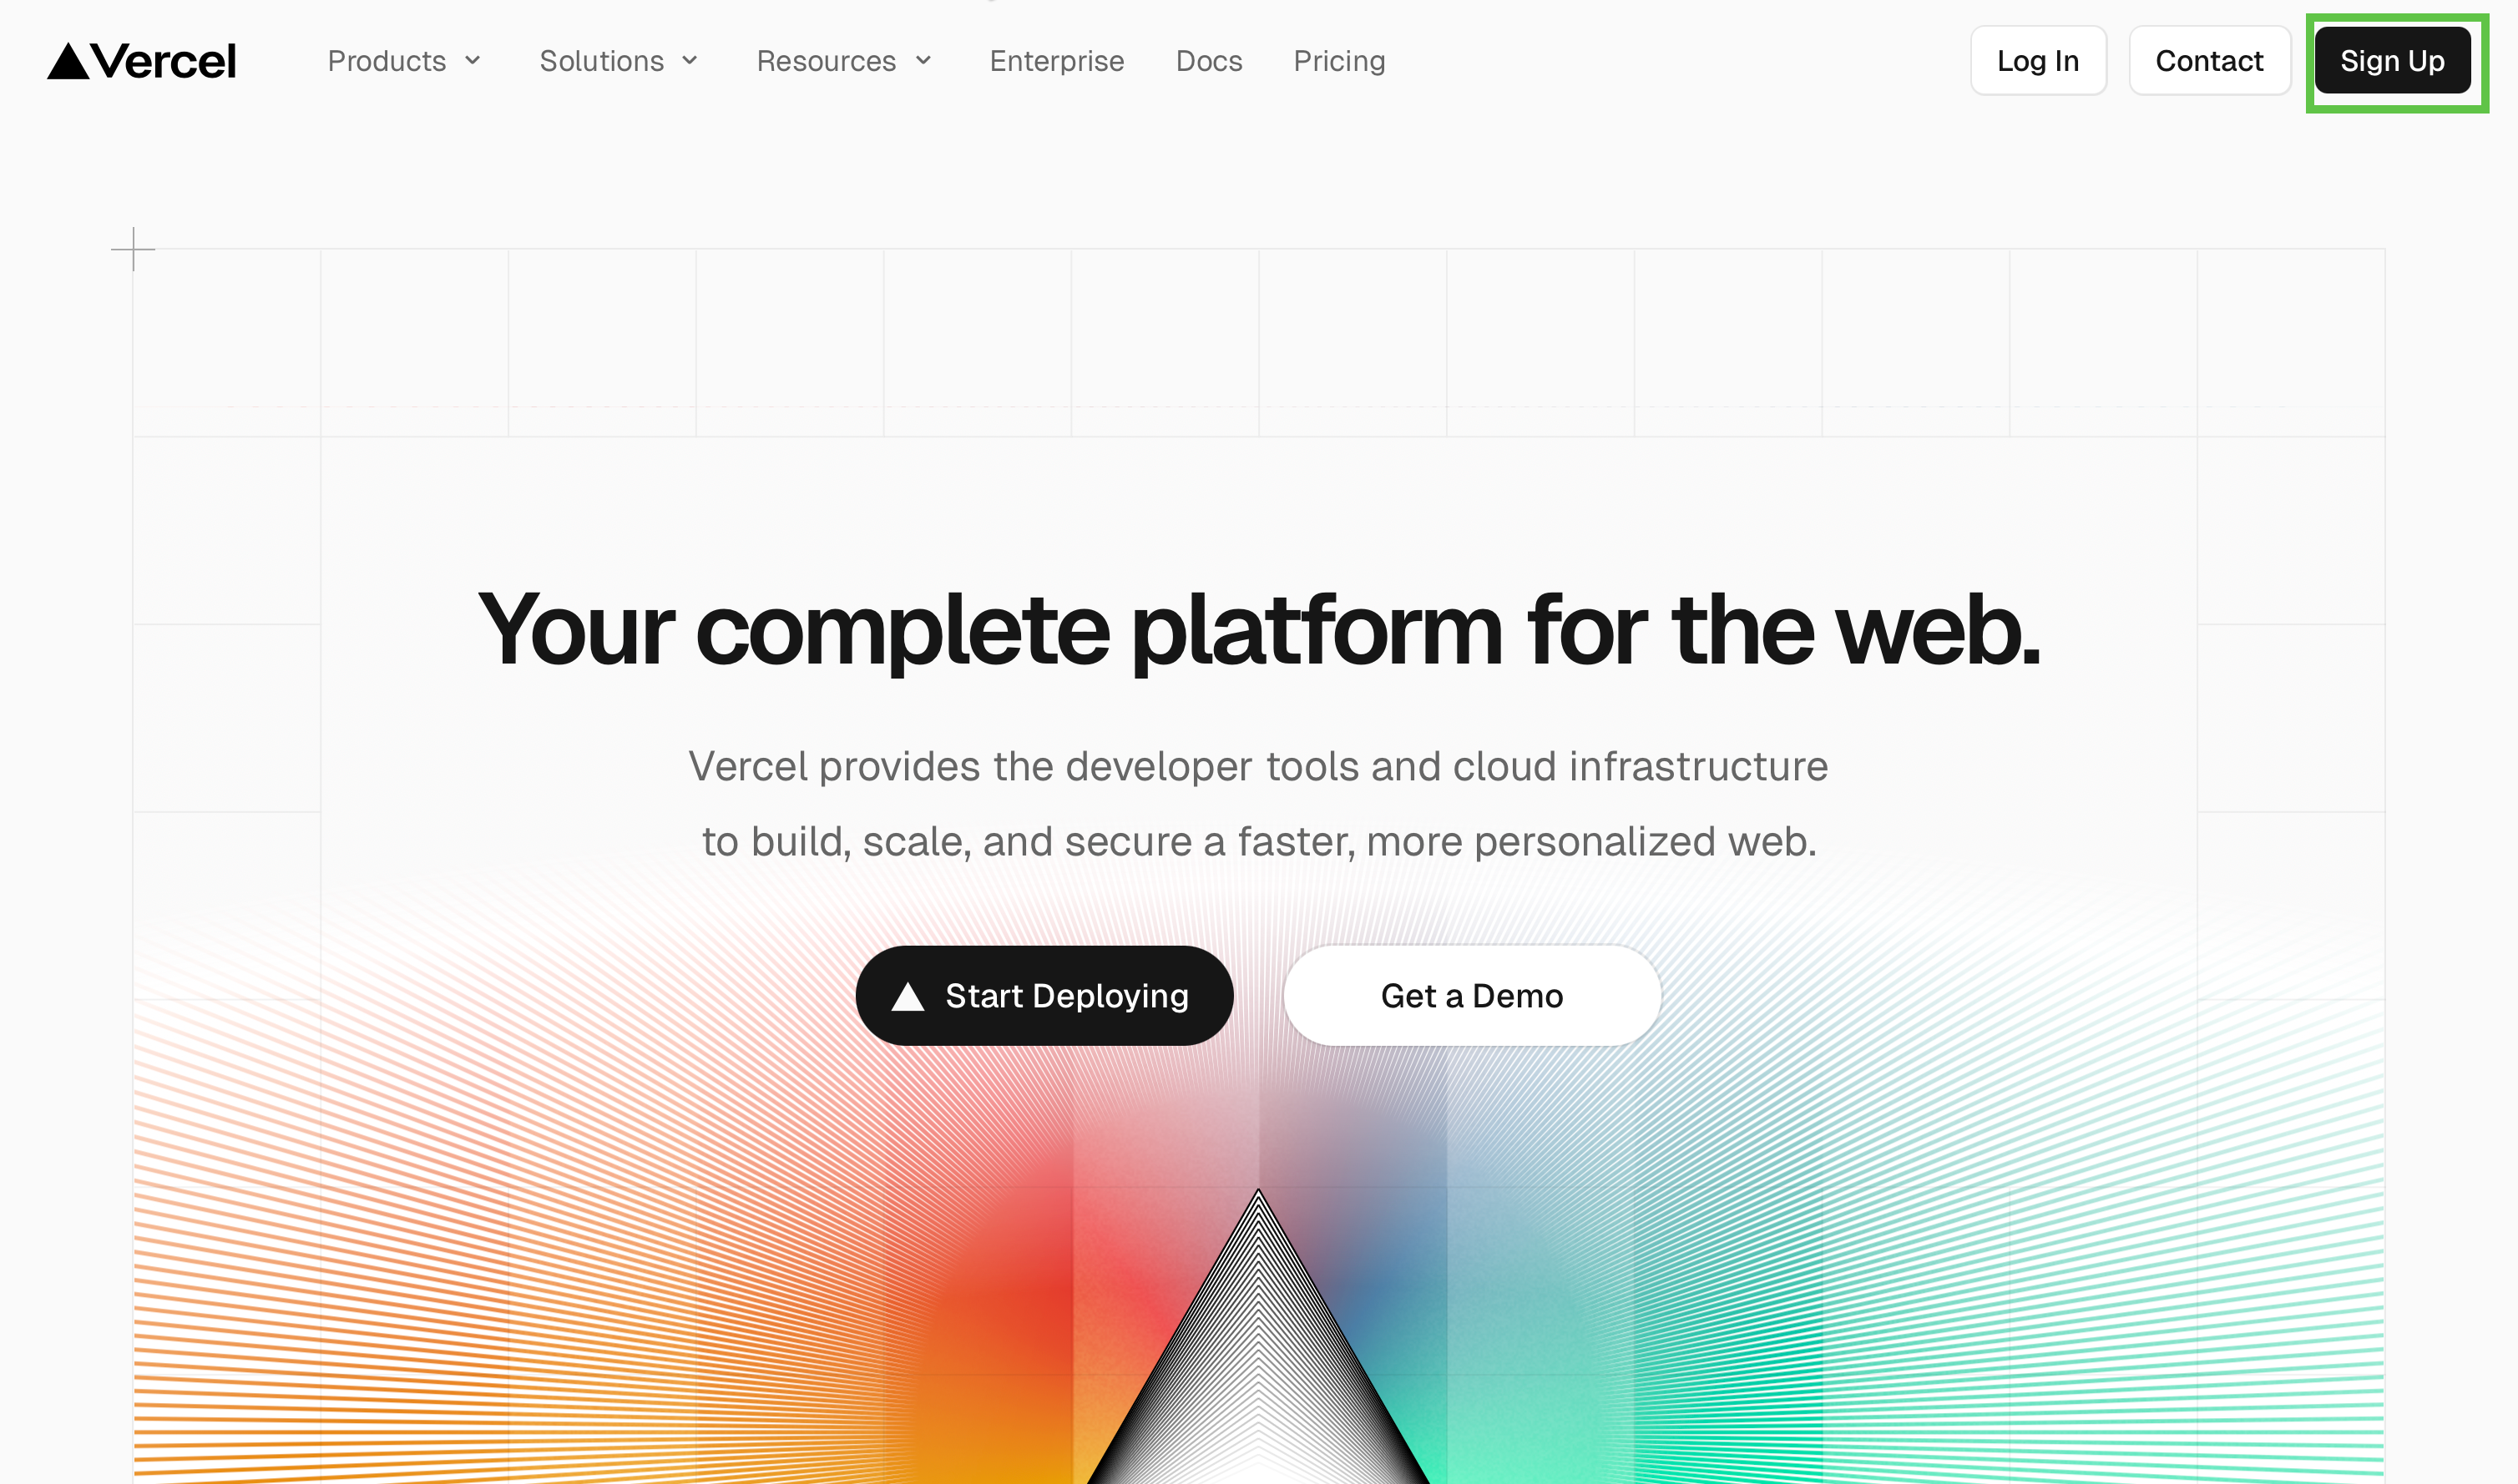 Vercel Products Solutions Resources Enterprise Docs Pricing Log In Contact Sign Up
Your complete platform for the web.
Vercel provides the developer tools and cloud infrastructure
to build, scale, and secure a faster, more personalized web.
Start Deploying Get a Demo